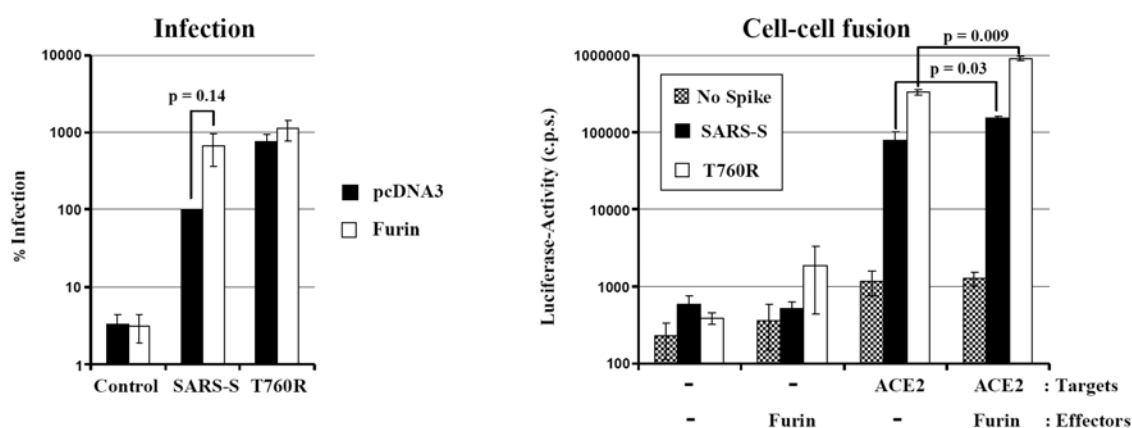 Infection
10000
1000
100
10
1
% Infection
p = 0.14
pcDNA3
Furin
Control SARS-S T760R
Cell-cell fusion
1000000
100000
10000
1000
100
Luciferase-Activity (c.p.s.)
p = 0.009
p = 0.03
No Spike
SARS-S
T760R
- - ACE2 ACE2 : Targets
- Furin - Furin : Effectors